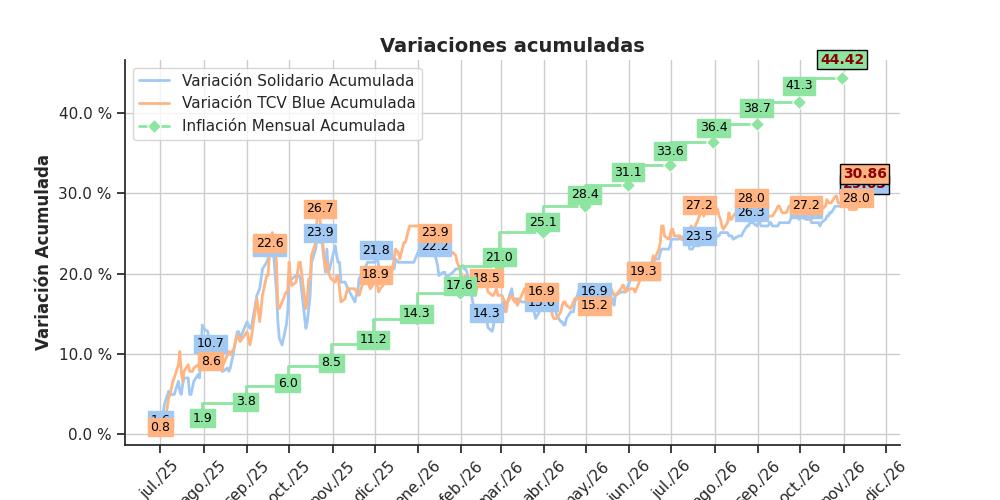 Variaciones acumuladas
Variación Solidario Acumulada
Variación TCV Blue Acumulada
Inflación Mensual Acumulada
Variación Acumulada
40.0 %
30.0 %
20.0 %
10.0 %
0.0 %
0.8
10.7
8.6
22.6
26.7
23.9
21.8
18.9
23.9
22.2
18.5
14.3
16.9
16.9
15.2
19.3
27.2
23.5
28.0
26.3
27.2
28.0
30.86
1.9
3.8
6.0
8.5
11.2
14.3
17.6
21.0
25.1
28.4
31.1
33.6
36.4
38.7
41.3
44.42
jul./25
ago./25
sep./25
oct./25
nov./25
dic./25
ene./26
feb./26
mar./26
abr./26
may./26
jun./26
jul./26
ago./26
sep./26
oct./26
nov./26
dic./26